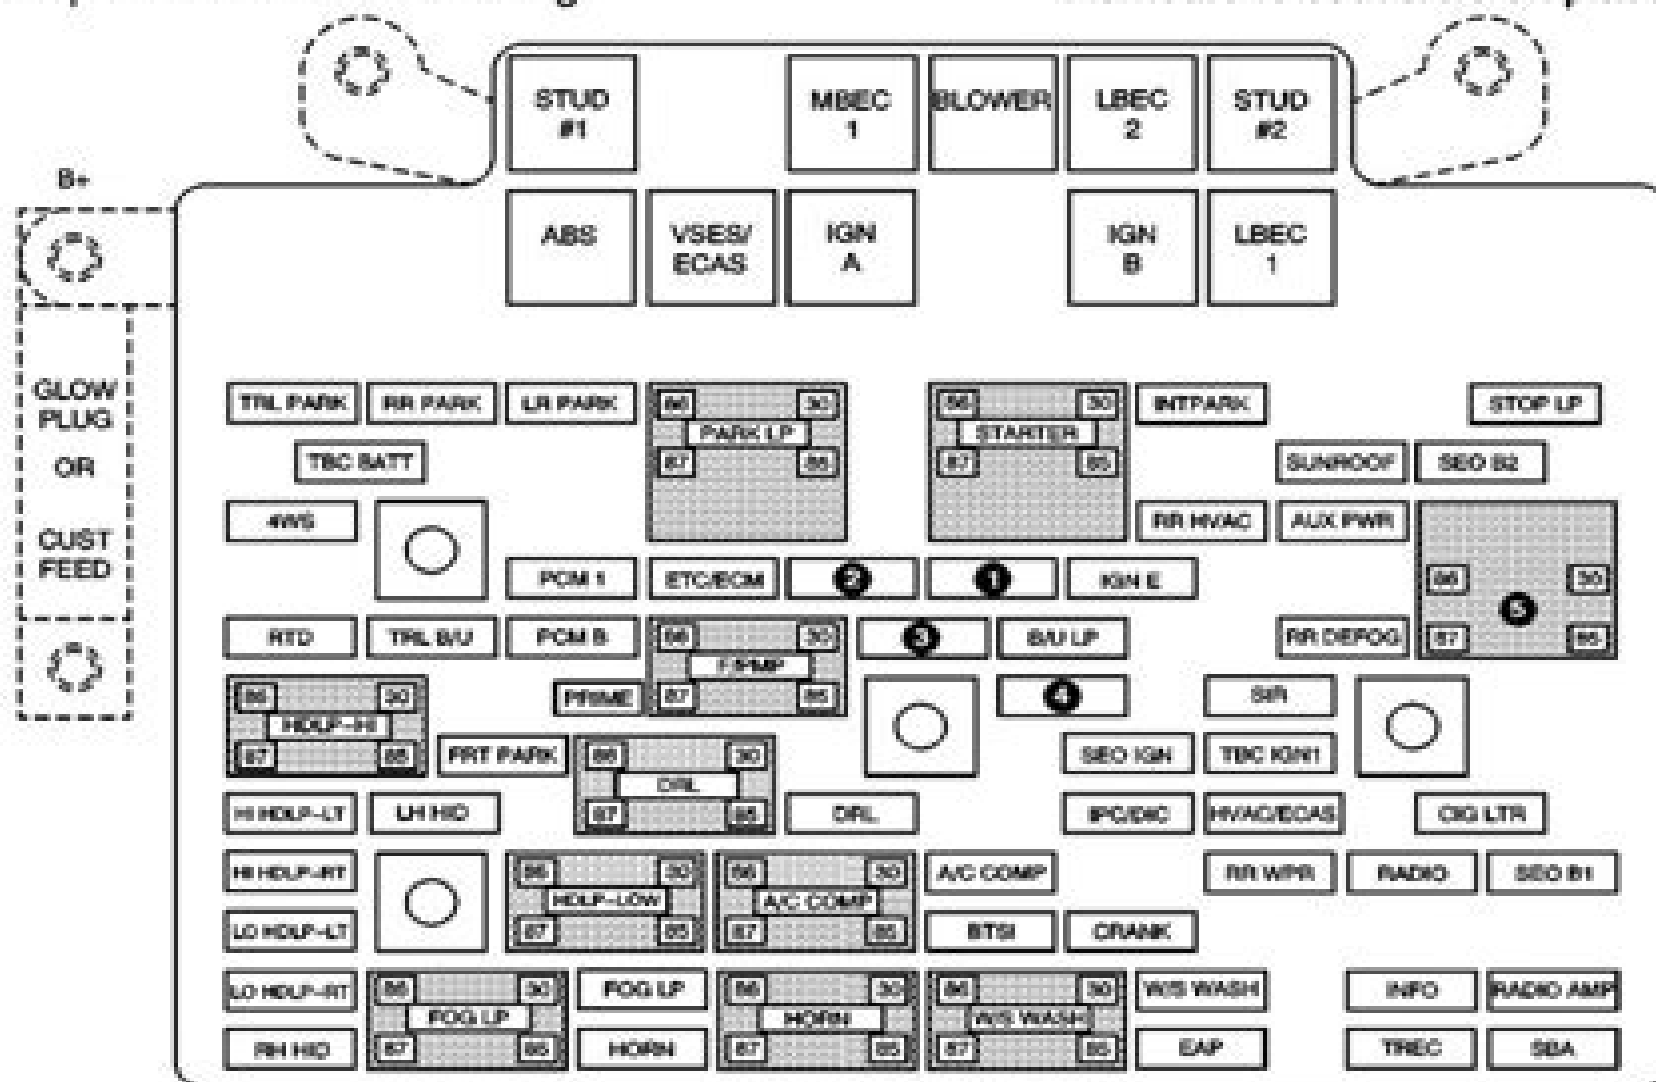 STUD
#1
MBEC
1
BLOWER
LBEC
2
STUD
#2
B+
ABS
VSES/
ECAS
IGN
A
IGN
B
LBEC
1
GLOW
PLUG
OR
CUST
FEED
TRL PARK
RR PARK
LR PARK
86
30
PARK LP
87
85
86
30
STARTER
87
85
INTPARK
STOP LP
TBC BATT
SUNROOF
SEO B2
4WS
RR HVAC
AUX PWR
PCM 1
ETC/ECM
2
1
IGN E
86
30
5
87
85
RTD
TRL B/U
PCM B
86
30
F/PMP
87
85
3
B/U LP
RR DEFOG
PRIME
4
SIR
86
30
HDLP-HI
87
85
FRT PARK
86
30
DRL
87
85
SEO IGN
TBC IGN1
HI HDLP-LT
LH HID
DRL
IPC/DIC
HVAC/ECAS
CIG LTR
HI HDLP-RT
86
30
HDLP-LOW
87
85
86
30
A/C COMP
87
85
A/C COMP
RR WPR
RADIO
SEO B1
LO HDLP-LT
BTSI
CRANK
LO HDLP-RT
86
30
FOG LP
87
85
FOG LP
86
30
HORN
87
85
86
30
W/S WASH
87
85
W/S WASH
INFO
RADIO AMP
RH HID
HORN
EAP
TREC
SBA